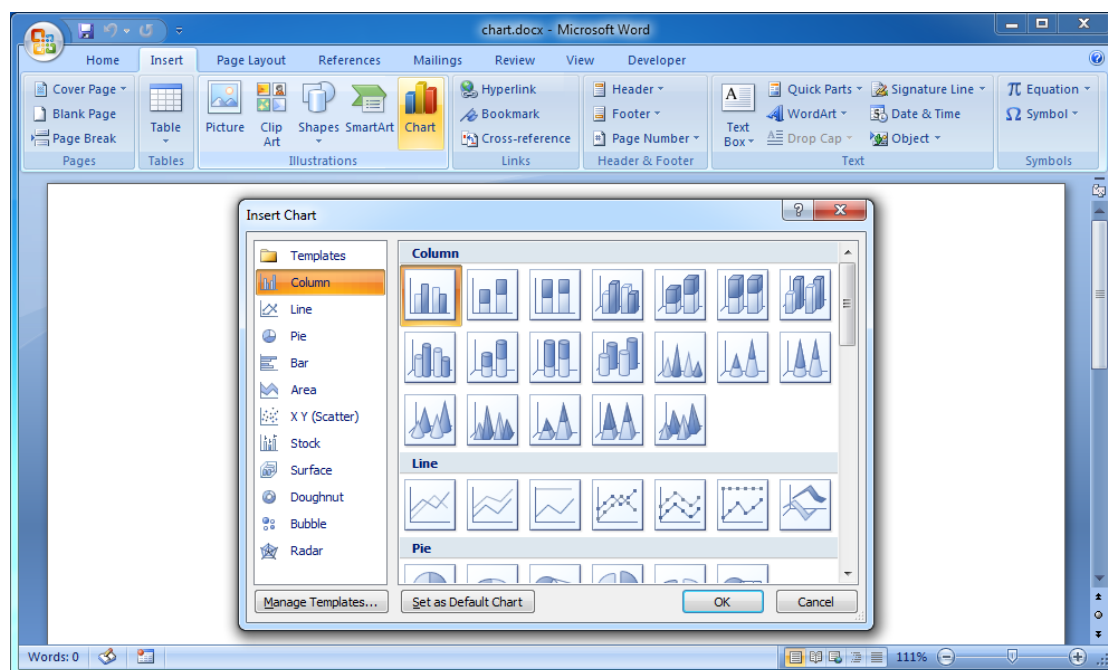 chart.docx - Microsoft Word
Home Insert Page Layout References Mailings Review View Developer
Cover Page
Blank Page
Page Break
Pages
Table
Tables
Picture
Clip
Art
Shapes
SmartArt
Chart
Illustrations
Hyperlink
Bookmark
Cross-reference
Links
Header
Footer
Page Number
Header & Footer
A
Text
Box
Quick Parts
WordArt
Drop Cap
Signature Line
Date & Time
Object
Text
π Equation
Ω Symbol
Symbols
Insert Chart
Templates
Column
Line
Pie
Bar
Area
X Y (Scatter)
Stock
Surface
Doughnut
Bubble
Radar
Column
Line
Pie
Manage Templates...
Set as Default Chart
OK
Cancel
Words: 0
111%